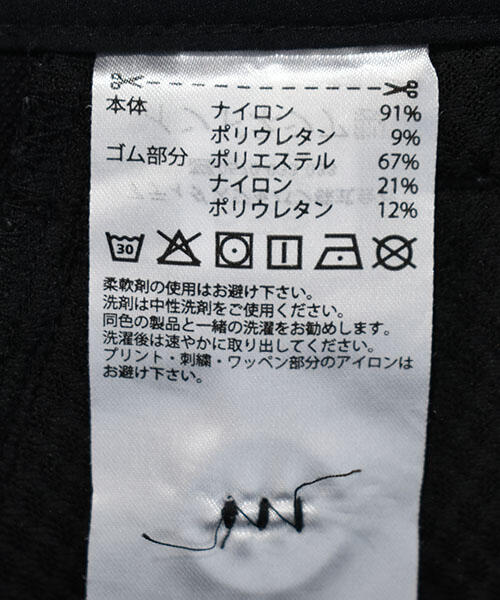 本体 ナイロン 91%
ポリウレタン 9%
ゴム部分 ポリエステル 67%
ナイロン 21%
ポリウレタン 12%
30
柔軟剤の使用はお避け下さい。
洗剤は中性洗剤をご使用ください。
同色の製品と一緒の洗濯をお勧めします。
洗濯後は速やかに取り出してください。
プリント・刺繍・ワッペン部分のアイロンは
お避け下さい。